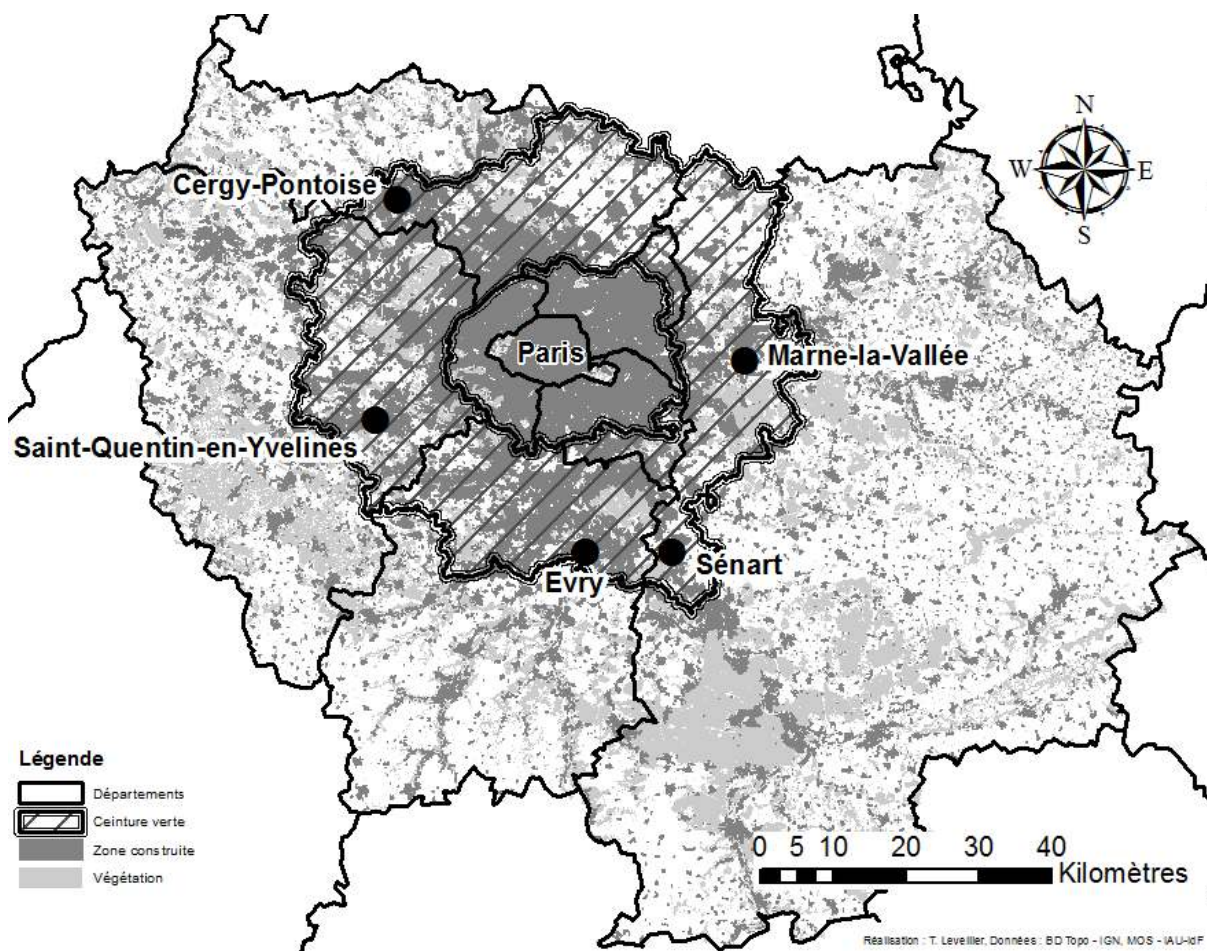 N
W E
S
Cergy-Pontoise
Paris
Marne-la-Vallée
Saint-Quentin-en-Yvelines
Sénart
Evry
Légende
Départements
Ceinture verte
Zone construite
Végétation
0 5 10 20 30 40
Kilomètres
Réalisation : T. Leveiller, Données : BD Topo - IGN, MOS - IAU-IdF